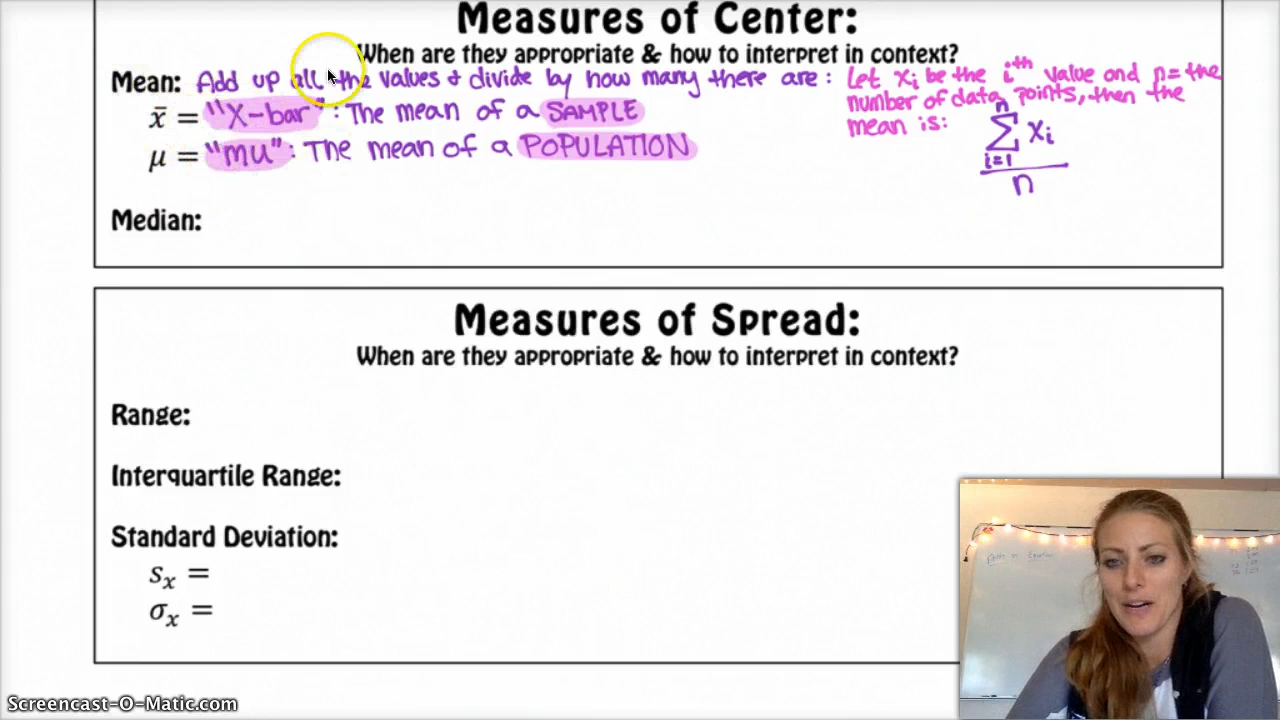 Measures of Center:
When are they appropriate & how to interpret in context?
Mean: Add up all the values + divide by how many there are: Let xᵢ be the iᵗʰ value and n = the
number of data points, then the
mean is:
x̄ = "X-bar": The mean of a SAMPLE
μ = "mu": The mean of a POPULATION
n
∑ xᵢ
i=1
n
Median:
Measures of Spread:
When are they appropriate & how to interpret in context?
Range:
Interquartile Range:
Standard Deviation:
sₓ =
σₓ =
Screencast-O-Matic.com